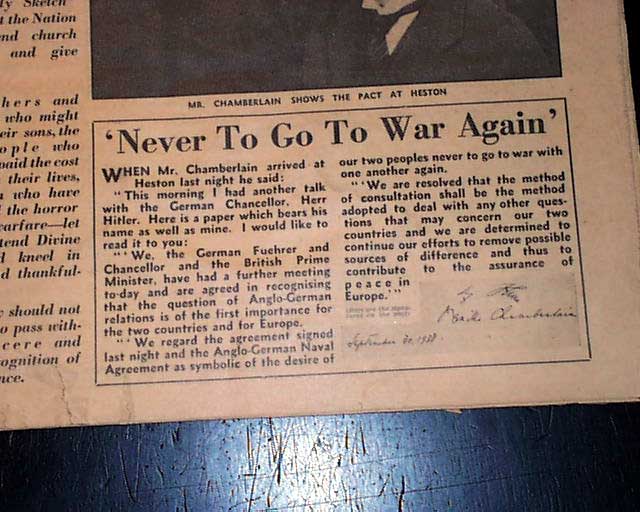 ly Sketch
t the Nation
end church
and give
hers and
who might
eir sons, the
ople who
paid the cost
their lives,
n who have
the horror
warfare—let
tend Divine
d kneel in
d thankful-
y should not
o pass with-
cere and
ognition of
nce.
MR. CHAMBERLAIN SHOWS THE PACT AT HESTON
‘Never To Go To War Again’
WHEN Mr. Chamberlain arrived at
Heston last night he said:
“This morning I had another talk
with the German Chancellor, Herr
Hitler. Here is a paper which bears his
name as well as mine. I would like to
read it to you:
“‘We, the German Fuehrer and
Chancellor and the British Prime
Minister, have had a further meeting
to-day and are agreed in recognising
that the question of Anglo-German
relations is of the first importance for
the two countries and for Europe.
“‘We regard the agreement signed
last night and the Anglo-German Naval
Agreement as symbolic of the desire of
our two peoples never to go to war with
one another again.
“‘We are resolved that the method
of consultation shall be the method
adopted to deal with any other ques-
tions that may concern our two
countries and we are determined to
continue our efforts to remove possible
sources of difference and thus to
contribute to the assurance of
peace in
Europe.’”
Chamberlain
September 30, 1938